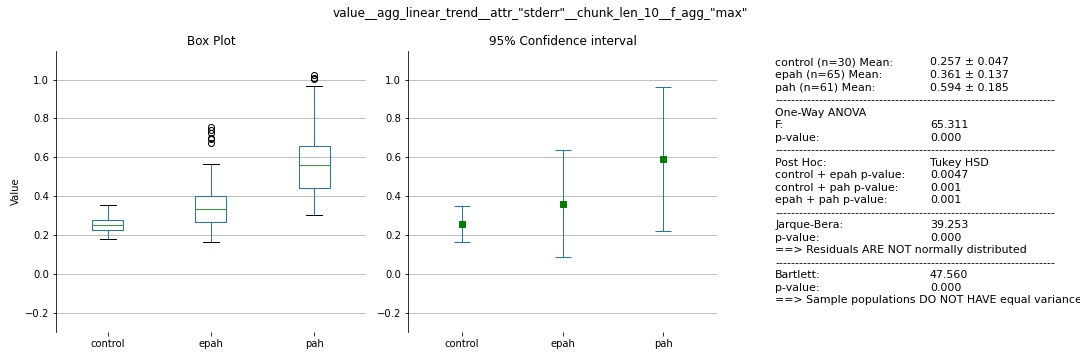 value__agg_linear_trend__attr_"stderr"__chunk_len_10__f_agg_"max"
Box Plot
Value
1.0
0.8
0.6
0.4
0.2
0.0
−0.2
control epah pah
95% Confidence interval
1.0
0.8
0.6
0.4
0.2
0.0
−0.2
control epah pah
control (n=30) Mean: 0.257 ± 0.047
epah (n=65) Mean: 0.361 ± 0.137
pah (n=61) Mean: 0.594 ± 0.185
One-Way ANOVA
F: 65.311
p-value: 0.000
Post Hoc: Tukey HSD
control + epah p-value: 0.0047
control + pah p-value: 0.001
epah + pah p-value: 0.001
Jarque-Bera: 39.253
p-value: 0.000
==> Residuals ARE NOT normally distributed
Bartlett: 47.560
p-value: 0.000
==> Sample populations DO NOT HAVE equal variance